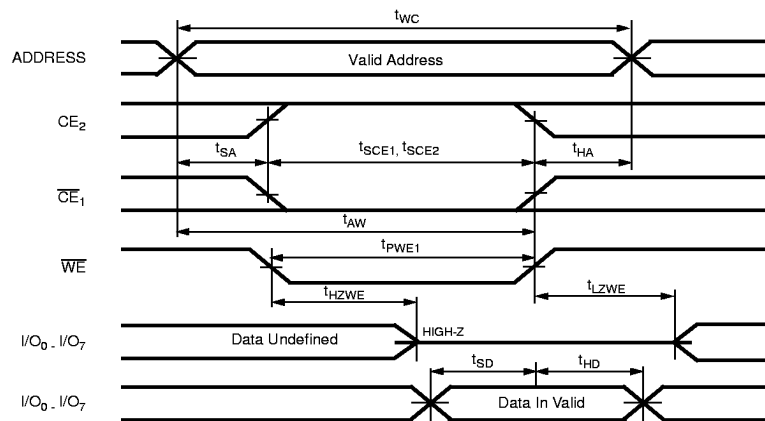 tWC
ADDRESS Valid Address
CE2
tSA tSCE1, tSCE2 tHA
CE1
tAW
WE tPWE1
tHZWE tLZWE
I/O0 - I/O7 Data Undefined HIGH-Z
tSD tHD
I/O0 - I/O7 Data In Valid